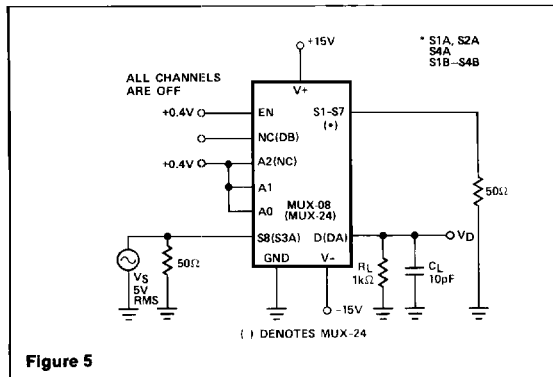 +15V
* S1A, S2A
S4A
S1B–S4B
ALL CHANNELS
ARE OFF
V+
+0.4V
EN
S1–S7
(*)
NC(DB)
+0.4V
A2(NC)
A1
A0
MUX-08
(MUX-24)
50Ω
S8(S3A)
D(DA)
VD
GND
V–
VS
5V
RMS
50Ω
RL
1kΩ
CL
10pF
–15V
( ) DENOTES MUX-24
Figure 5